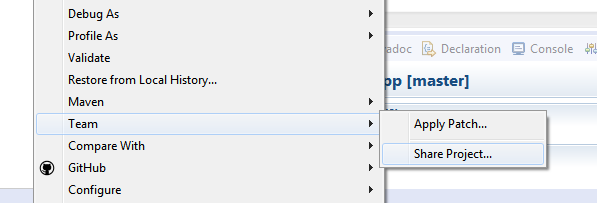 Debug As
Profile As
Validate
Restore from Local History...
Maven
Team
Compare With
GitHub
Configure
adoc
Declaration
Console
pp [master]
Apply Patch...
Share Project...